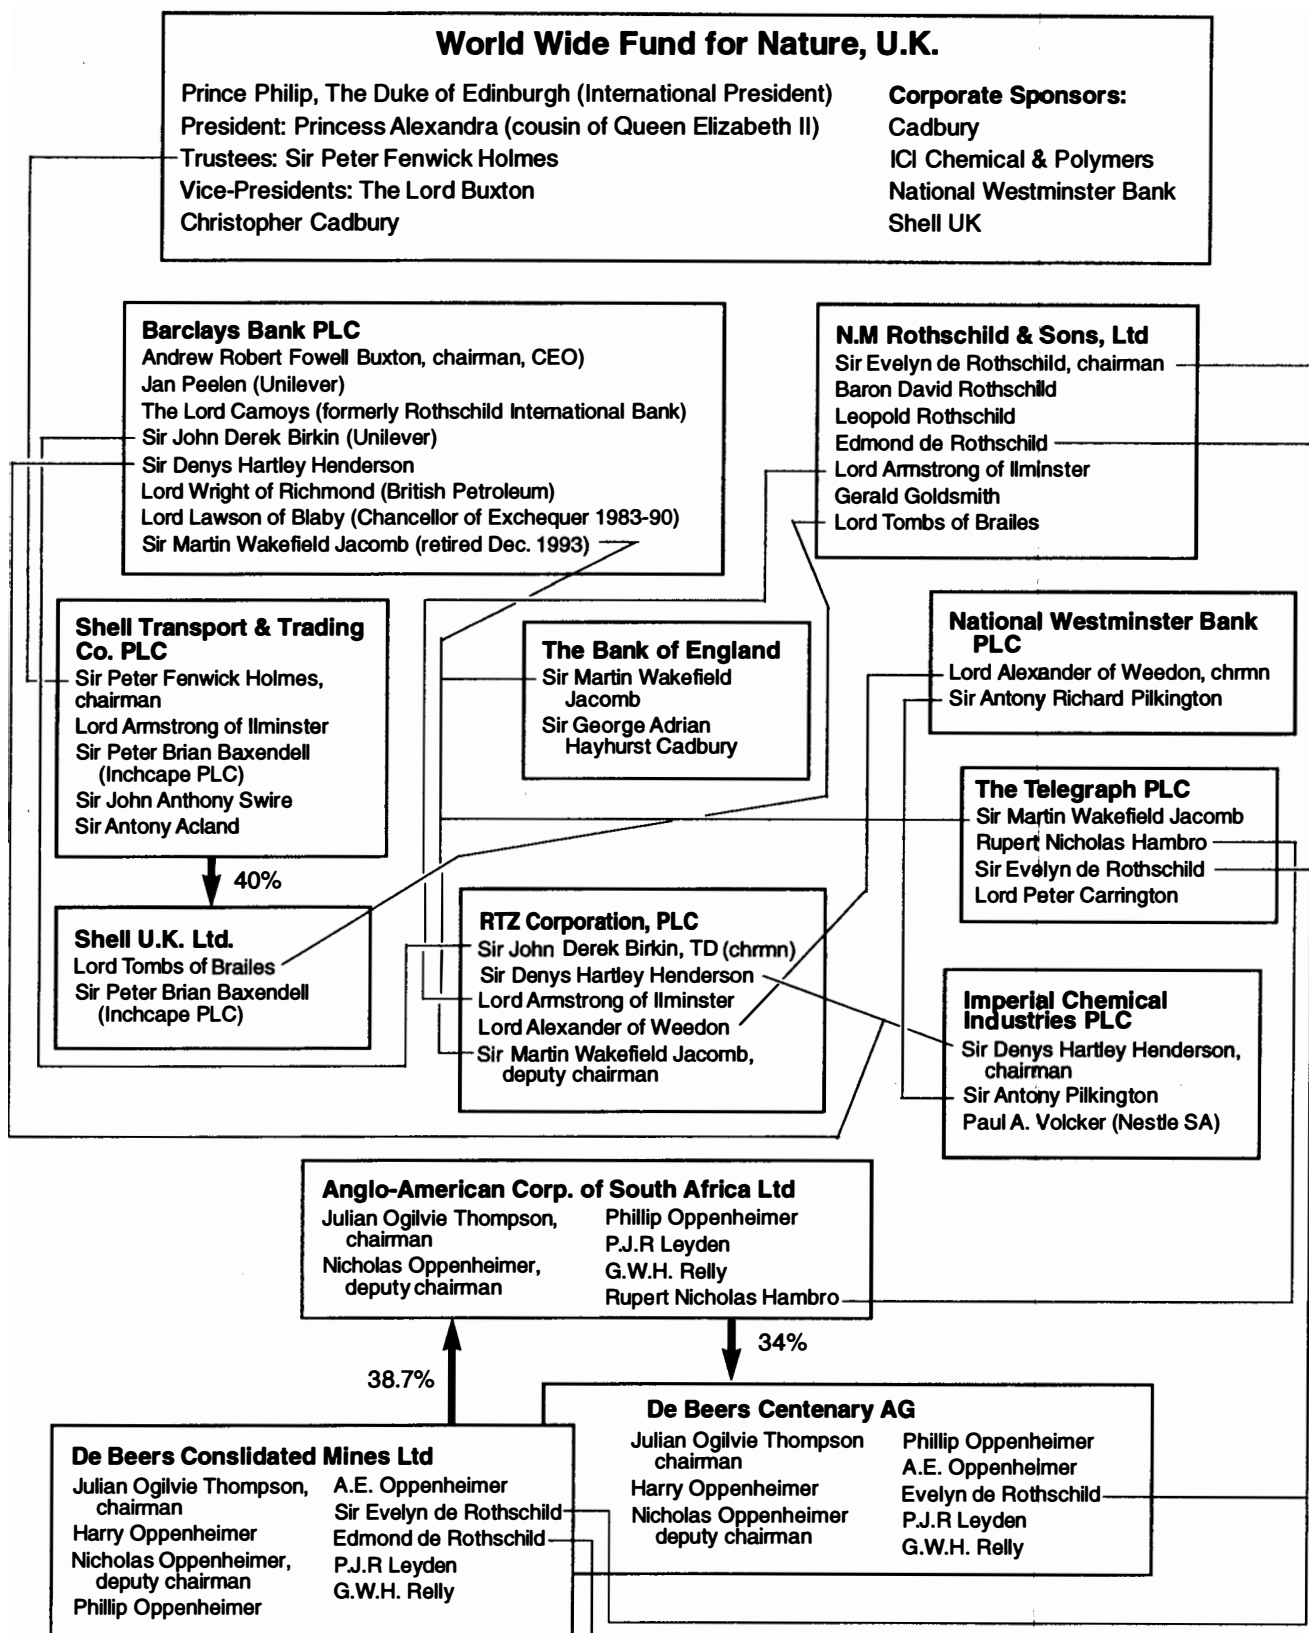 World Wide Fund for Nature, U.K.
Prince Philip, The Duke of Edinburgh (International President)
President: Princess Alexandra (cousin of Queen Elizabeth II)
Trustees: Sir Peter Fenwick Holmes
Vice-Presidents: The Lord Buxton
Christopher Cadbury
Corporate Sponsors:
Cadbury
ICI Chemical & Polymers
National Westminster Bank
Shell UK
Barclays Bank PLC
Andrew Robert Fowell Buxton, chairman, CEO)
Jan Peelen (Unilever)
The Lord Camoys (formerly Rothschild International Bank)
Sir John Derek Birkin (Unilever)
Sir Denys Hartley Henderson
Lord Wright of Richmond (British Petroleum)
Lord Lawson of Blaby (Chancellor of Exchequer 1983-90)
Sir Martin Wakefield Jacomb (retired Dec. 1993)
N.M Rothschild & Sons, Ltd
Sir Evelyn de Rothschild, chairman
Baron David Rothschild
Leopold Rothschild
Edmond de Rothschild
Lord Armstrong of Ilminster
Gerald Goldsmith
Lord Tombs of Brailes
Shell Transport & Trading
Co. PLC
Sir Peter Fenwick Holmes,
chairman
Lord Armstrong of Ilminster
Sir Peter Brian Baxendell
(Inchcape PLC)
Sir John Anthony Swire
Sir Antony Acland
The Bank of England
Sir Martin Wakefield
Jacomb
Sir George Adrian
Hayhurst Cadbury
National Westminster Bank
PLC
Lord Alexander of Weedon, chrmn
Sir Antony Richard Pilkington
The Telegraph PLC
Sir Martin Wakefield Jacomb
Rupert Nicholas Hambro
Sir Evelyn de Rothschild
Lord Peter Carrington
40%
Shell U.K. Ltd.
Lord Tombs of Brailes
Sir Peter Brian Baxendell
(Inchcape PLC)
RTZ Corporation, PLC
Sir John Derek Birkin, TD (chrmn)
Sir Denys Hartley Henderson
Lord Armstrong of Ilminster
Lord Alexander of Weedon
Sir Martin Wakefield Jacomb,
deputy chairman
Imperial Chemical
Industries PLC
Sir Denys Hartley Henderson,
chairman
Sir Antony Pilkington
Paul A. Volcker (Nestle SA)
Anglo-American Corp. of South Africa Ltd
Julian Ogilvie Thompson,
chairman
Nicholas Oppenheimer,
deputy chairman
Phillip Oppenheimer
P.J.R Leyden
G.W.H. Relly
Rupert Nicholas Hambro
38.7%
34%
De Beers Centenary AG
Julian Ogilvie Thompson
chairman
Harry Oppenheimer
Nicholas Oppenheimer
deputy chairman
Phillip Oppenheimer
A.E. Oppenheimer
Evelyn de Rothschild
P.J.R Leyden
G.W.H. Relly
De Beers Conslidated Mines Ltd
Julian Ogilvie Thompson,
chairman
Harry Oppenheimer
Nicholas Oppenheimer,
deputy chairman
Phillip Oppenheimer
A.E. Oppenheimer
Sir Evelyn de Rothschild
Edmond de Rothschild
P.J.R Leyden
G.W.H. Relly